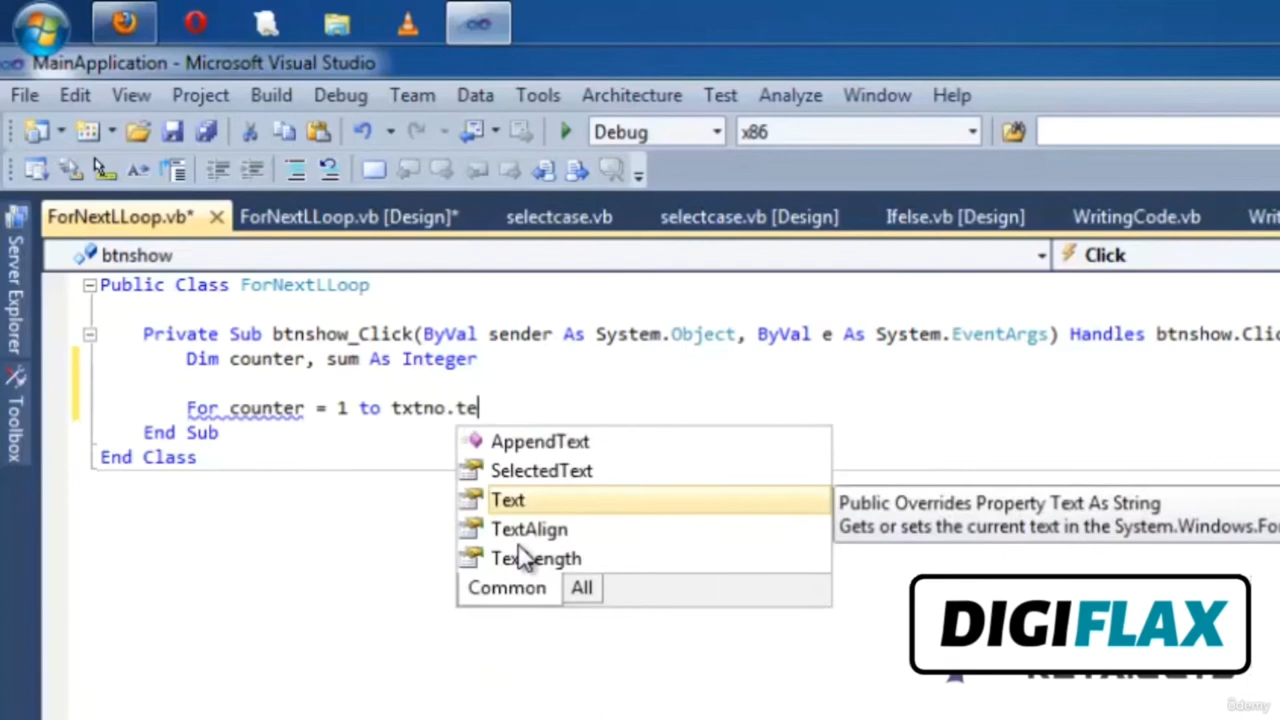 MainApplication - Microsoft Visual Studio
File Edit View Project Build Debug Team Data Tools Architecture Test Analyze Window Help
Debug x86
ForNextLLoop.vb* ForNextLLoop.vb [Design]* selectcase.vb selectcase.vb [Design] Ifelse.vb [Design] WritingCode.vb Wri
Server Explorer
Toolbox
btnshow Click
Public Class ForNextLLoop
Private Sub btnshow_Click(ByVal sender As System.Object, ByVal e As System.EventArgs) Handles btnshow.Clic
Dim counter, sum As Integer
For counter = 1 to txtno.te
End Sub
End Class
AppendText
SelectedText
Text
TextAlign
TextLength
Common All
Public Overrides Property Text As String
Gets or sets the current text in the System.Windows.Fo
DIGIFLAX
ûdemy